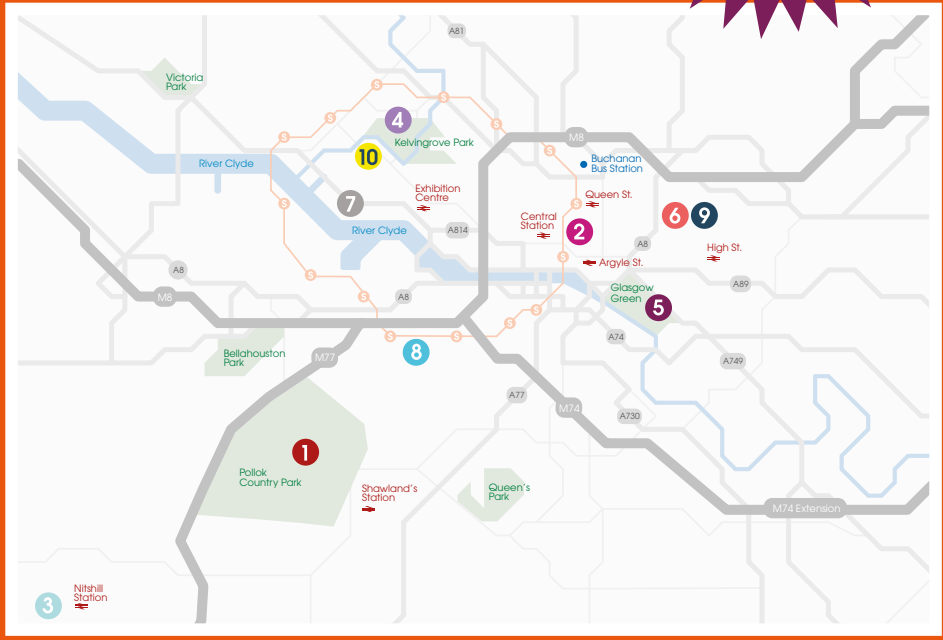 A81
Victoria
Park
4
Kelvingrove Park
M8
S
S
S
S
S
S
10
River Clyde
Buchanan
Bus Station
Exhibition
Centre
Queen St.
S
S
7
Central
Station
2
6
9
River Clyde
A814
A8
High St.
S
Argyle St.
A8
S
A89
M8
A8
S
Glasgow
Green
5
S
S
S
S
A74
8
Bellahouston
Park
M77
A749
A77
M74
A730
1
Pollok
Country Park
Shawland's
Station
Queen's
Park
M74 Extension
Nitshill
Station
3